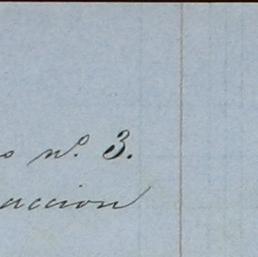 s nº. 3.
accion